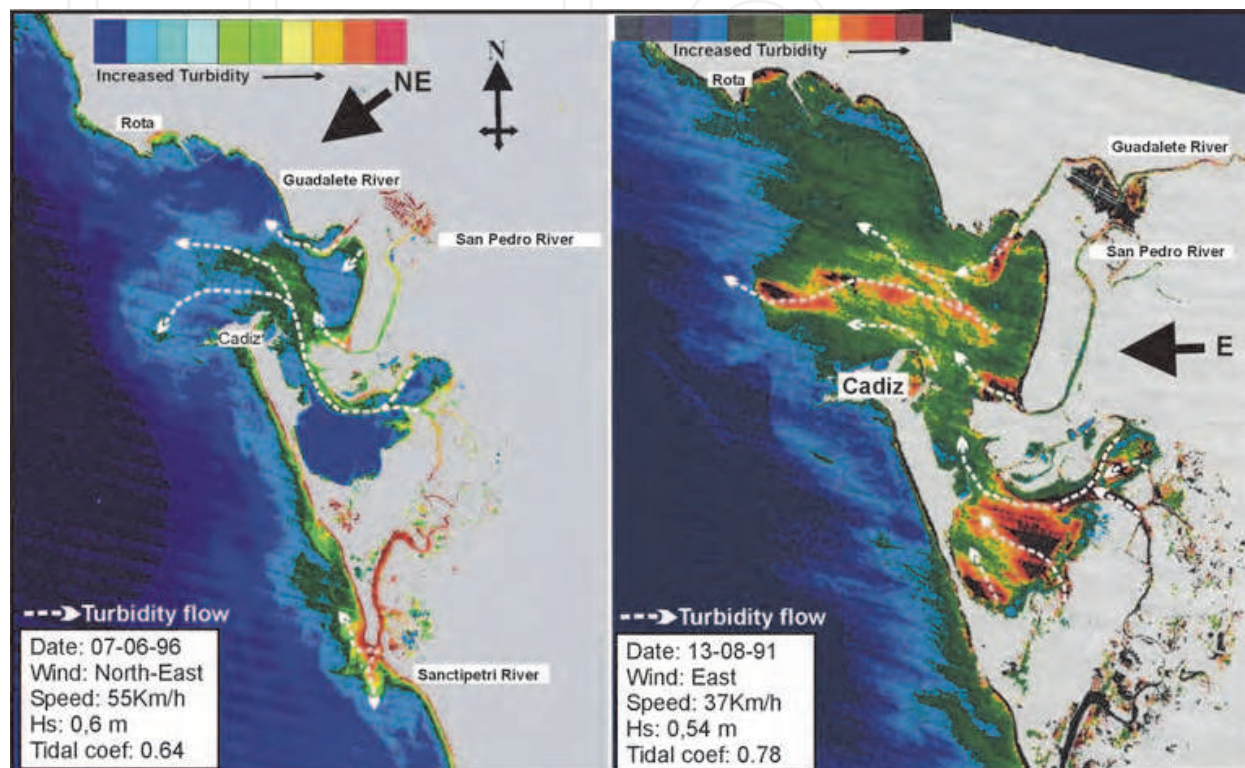 Increased Turbidity
NE
N
Rota
Guadalete River
San Pedro River
Cadiz
Turbidity flow
Date: 07-06-96
Wind: North-East
Speed: 55Km/h
Hs: 0,6 m
Tidal coef: 0.64
Sanctipetri River
Increased Turbidity
Rota
Guadalete River
San Pedro River
E
Cadiz
Turbidity flow
Date: 13-08-91
Wind: East
Speed: 37Km/h
Hs: 0,54 m
Tidal coef: 0.78